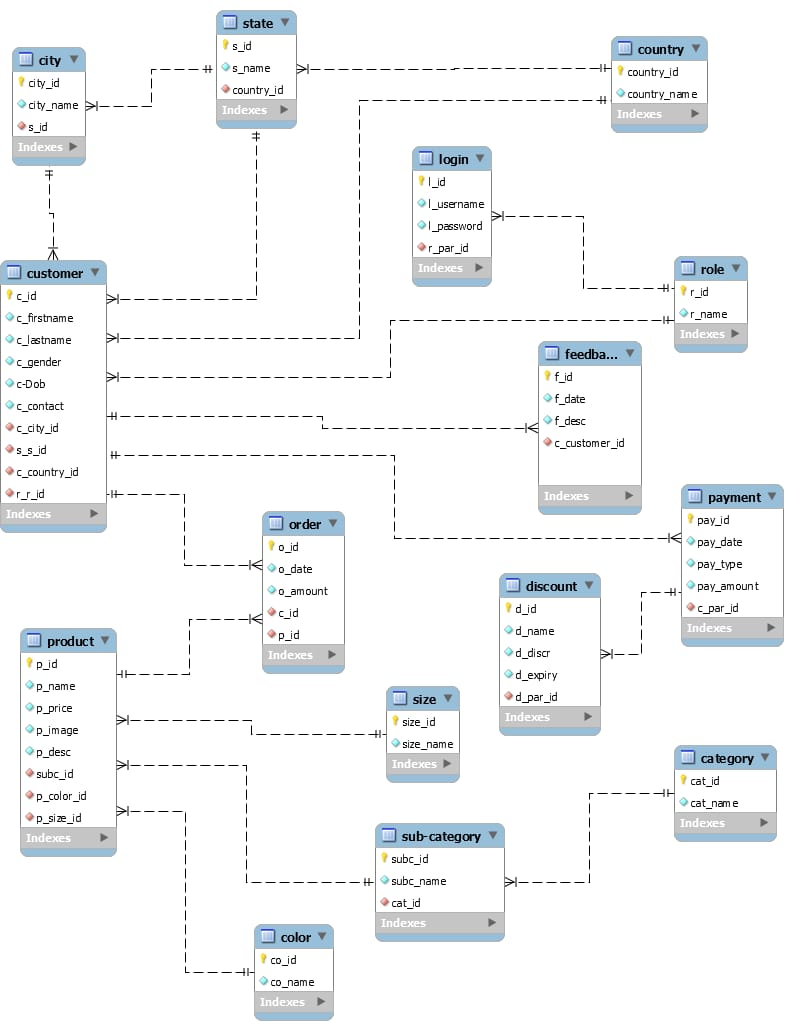 state
s_id
s_name
country_id
Indexes
city
city_id
city_name
s_id
Indexes
country
country_id
country_name
Indexes
login
l_id
l_username
l_password
r_par_id
Indexes
customer
c_id
c_firstname
c_lastname
c_gender
c-Dob
c_contact
c_city_id
s_s_id
c_country_id
r_r_id
Indexes
role
r_id
r_name
Indexes
feedba...
f_id
f_date
f_desc
c_customer_id
Indexes
payment
pay_id
pay_date
pay_type
pay_amount
c_par_id
Indexes
order
o_id
o_date
o_amount
c_id
p_id
Indexes
discount
d_id
d_name
d_discr
d_expiry
d_par_id
Indexes
product
p_id
p_name
p_price
p_image
p_desc
subc_id
p_color_id
p_size_id
Indexes
size
size_id
size_name
Indexes
category
cat_id
cat_name
Indexes
sub-category
subc_id
subc_name
cat_id
Indexes
color
co_id
co_name
Indexes